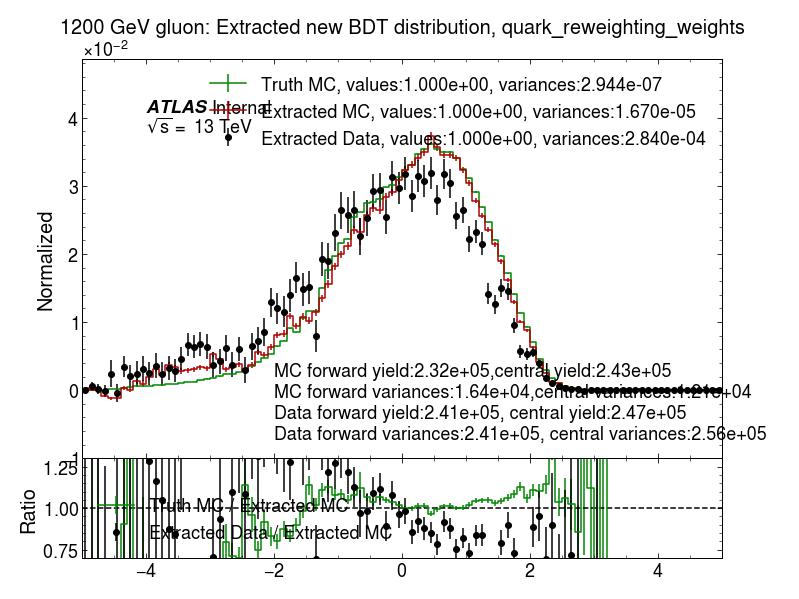 1200 GeV gluon: Extracted new BDT distribution, quark_reweighting_weights
×10⁻²
Truth MC, values:1.000e+00, variances:2.944e-07
ATLAS Internal
Extracted MC, values:1.000e+00, variances:1.670e-05
√s = 13 TeV
Extracted Data, values:1.000e+00, variances:2.840e-04
4
3
2
1
0
Normalized
MC forward yield:2.32e+05,central yield:2.43e+05
MC forward variances:1.64e+04,central variances:1.21e+04
Data forward yield:2.41e+05, central yield:2.47e+05
Data forward variances:2.41e+05, central variances:2.56e+05
1
1.25
1.00
0.75
Ratio
Truth MC / Extracted MC
Extracted Data / Extracted MC
−4 −2 0 2 4